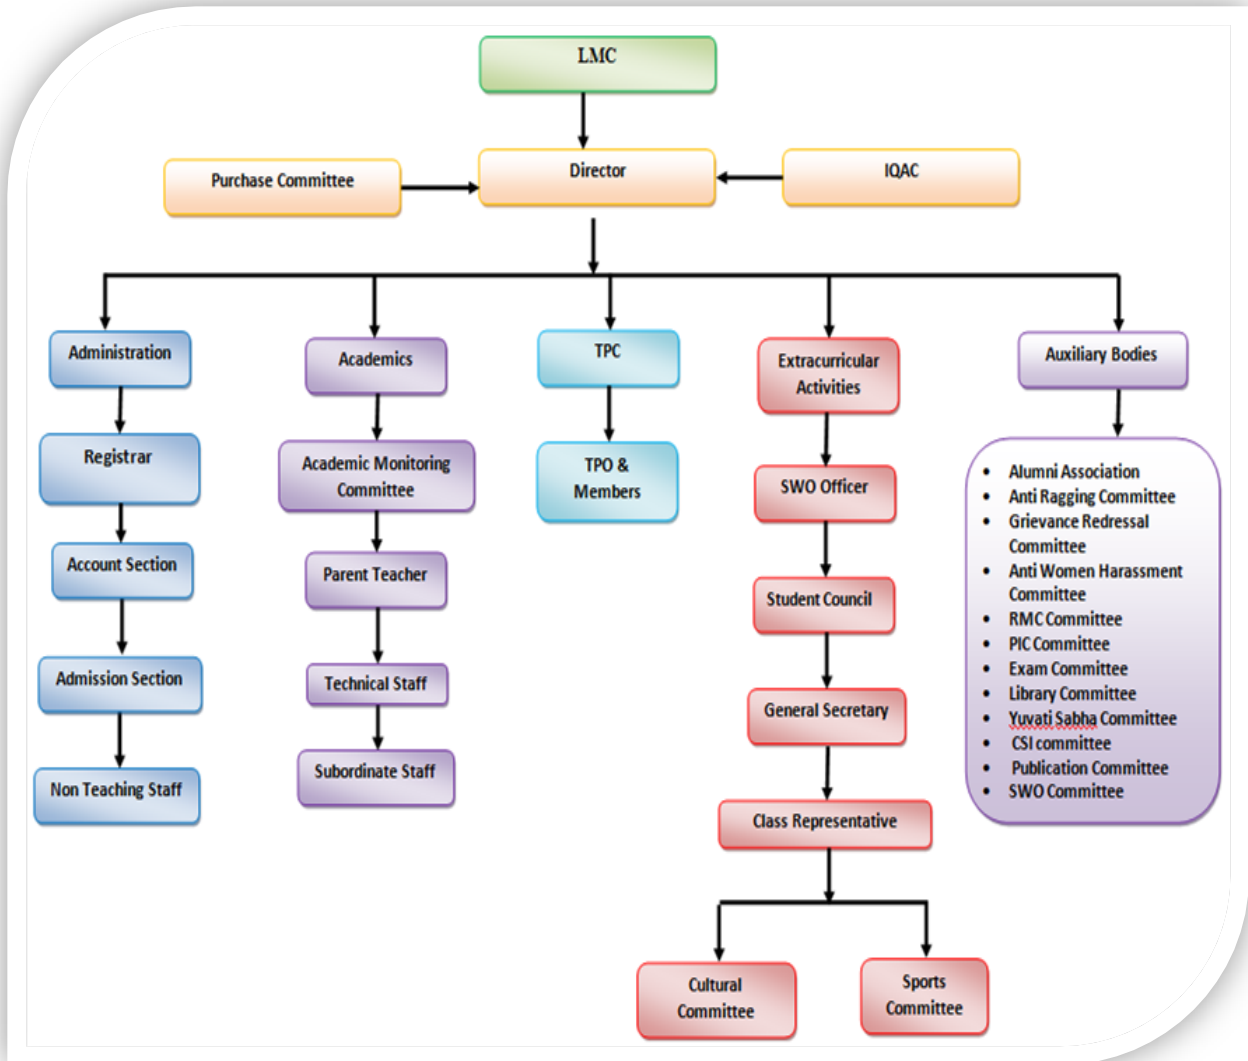 LMC
Purchase Committee
Director
IQAC
Administration
Academics
TPC
Extracurricular
Activities
Auxiliary Bodies
Registrar
Academic Monitoring
Committee
TPO &
Members
SWO Officer
Account Section
Parent Teacher
Student Council
Admission Section
Technical Staff
General Secretary
Non Teaching Staff
Subordinate Staff
Class Representative
Cultural
Committee
Sports
Committee
• Alumni Association
• Anti Ragging Committee
• Grievance Redressal
Committee
• Anti Women Harassment
Committee
• RMC Committee
• PIC Committee
• Exam Committee
• Library Committee
• Yuvati Sabha Committee
• CSI committee
• Publication Committee
• SWO Committee